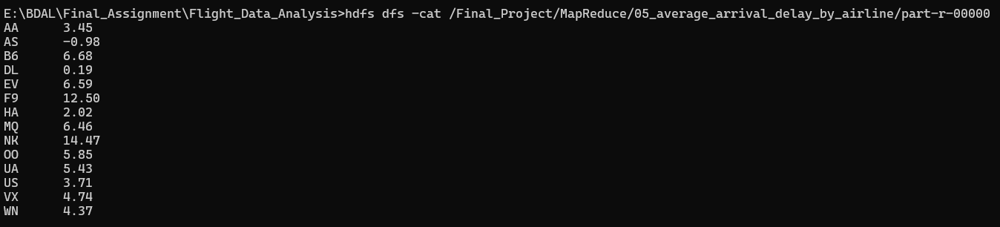 E:\BDAL\Final_Assignment\Flight_Data_Analysis>hdfs dfs -cat /Final_Project/MapReduce/05_average_arrival_delay_by_airline/part-r-00000
AA      3.45
AS      -0.98
B6      6.68
DL      0.19
EV      6.59
F9      12.50
HA      2.02
MQ      6.46
NK      14.47
OO      5.85
UA      5.43
US      3.71
VX      4.74
WN      4.37